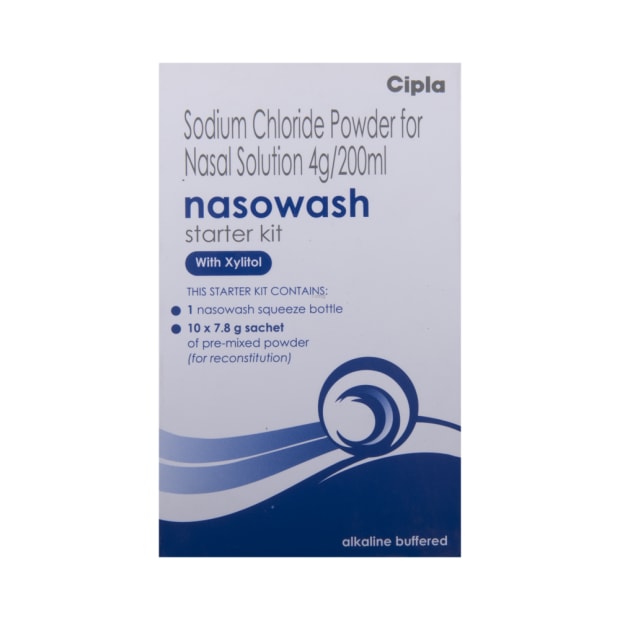 Cipla
Sodium Chloride Powder for
Nasal Solution 4g/200ml
nasowash
starter kit
With Xylitol
THIS STARTER KIT CONTAINS:
1 nasowash squeeze bottle
10 x 7.8 g sachet
of pre-mixed powder
(for reconstitution)
alkaline buffered